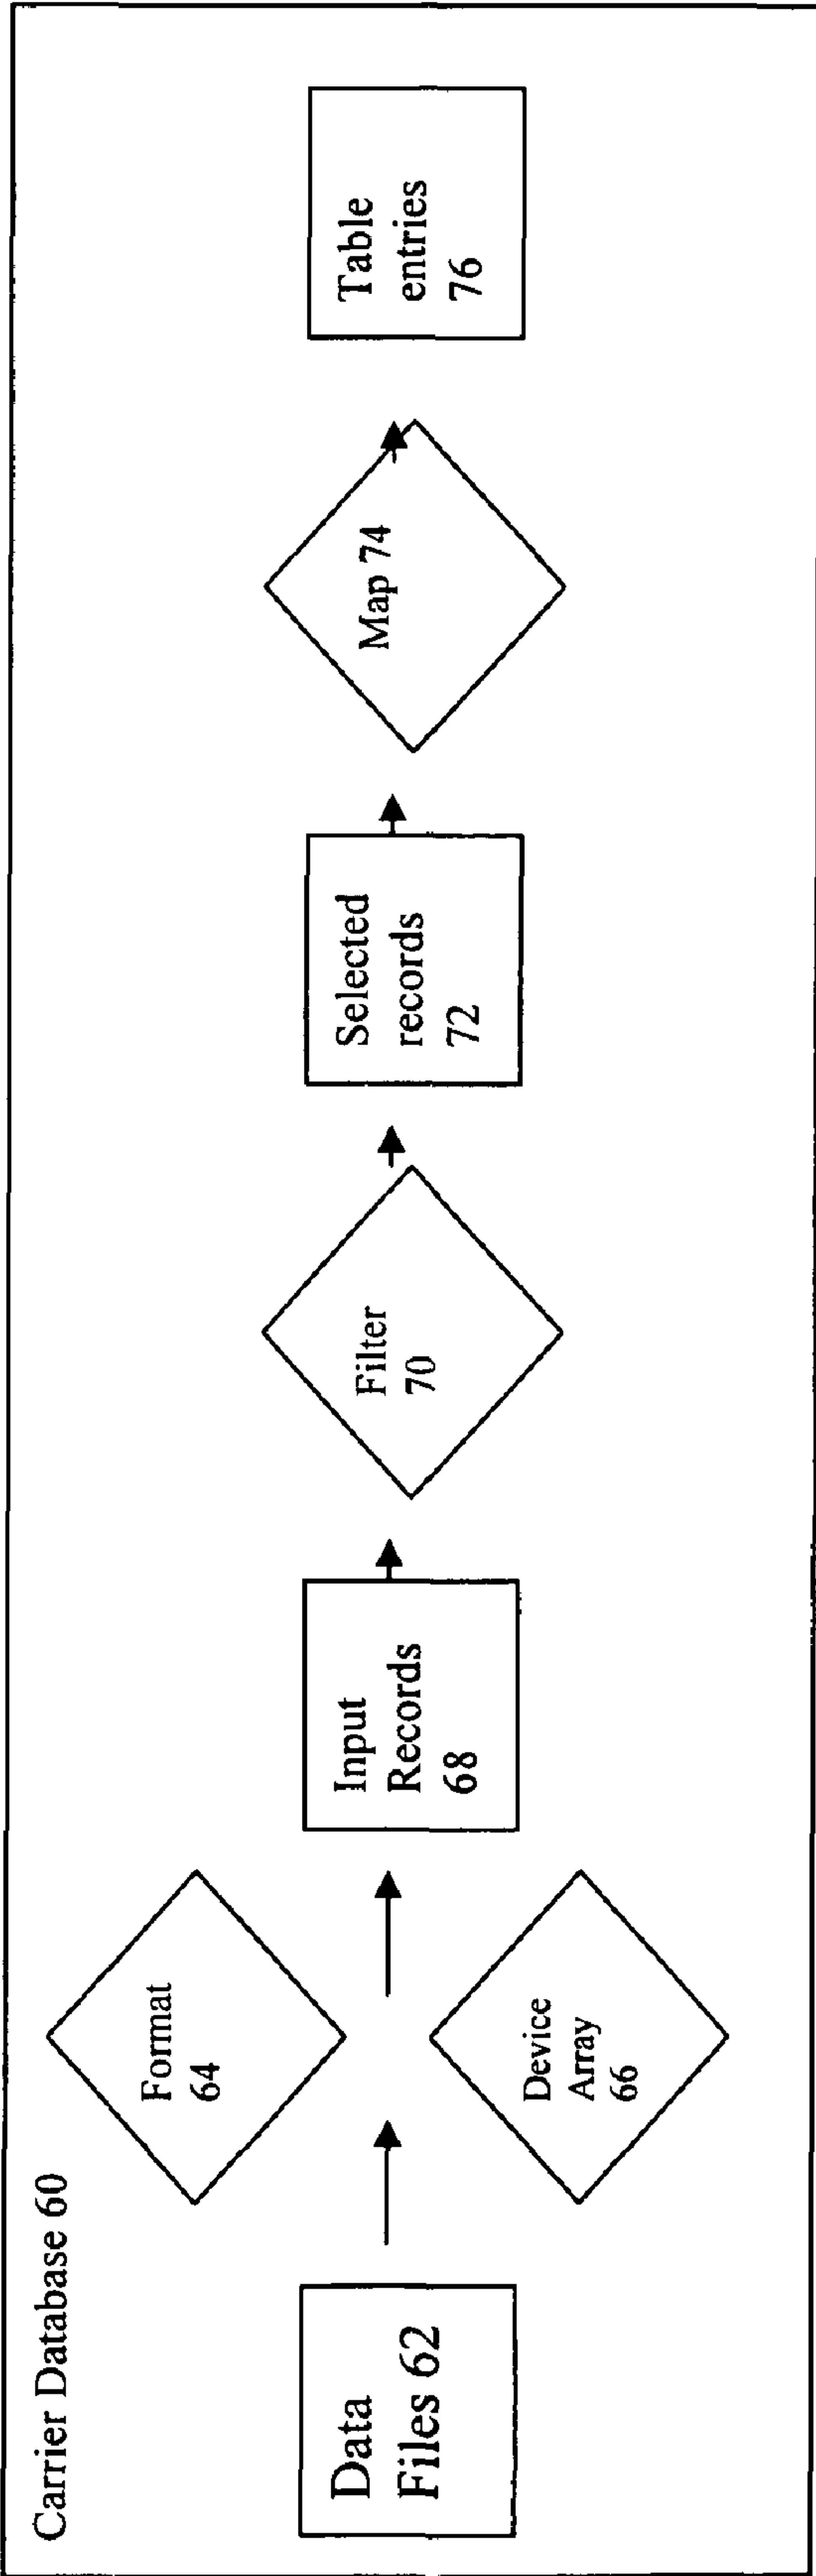 Carrier Database 60
Data
Files 62
Format
64
Device
Array
66
Input
Records
68
Filter
70
Selected
records
72
Map 74
Table
entries
76